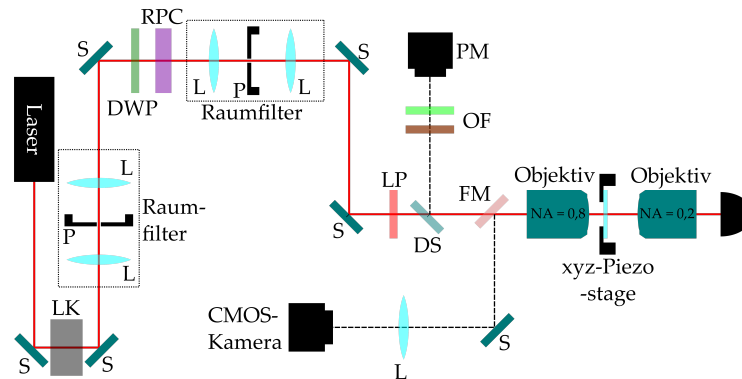 RPC
S
S
PM
L
P
L
DWP
Raumfilter
OF
Laser
L
P
Raum-
filter
L
LP
FM
Objektiv
Objektiv
NA = 0,8
NA = 0,2
S
DS
xyz-Piezo
-stage
LK
S
S
CMOS-
Kamera
L
S